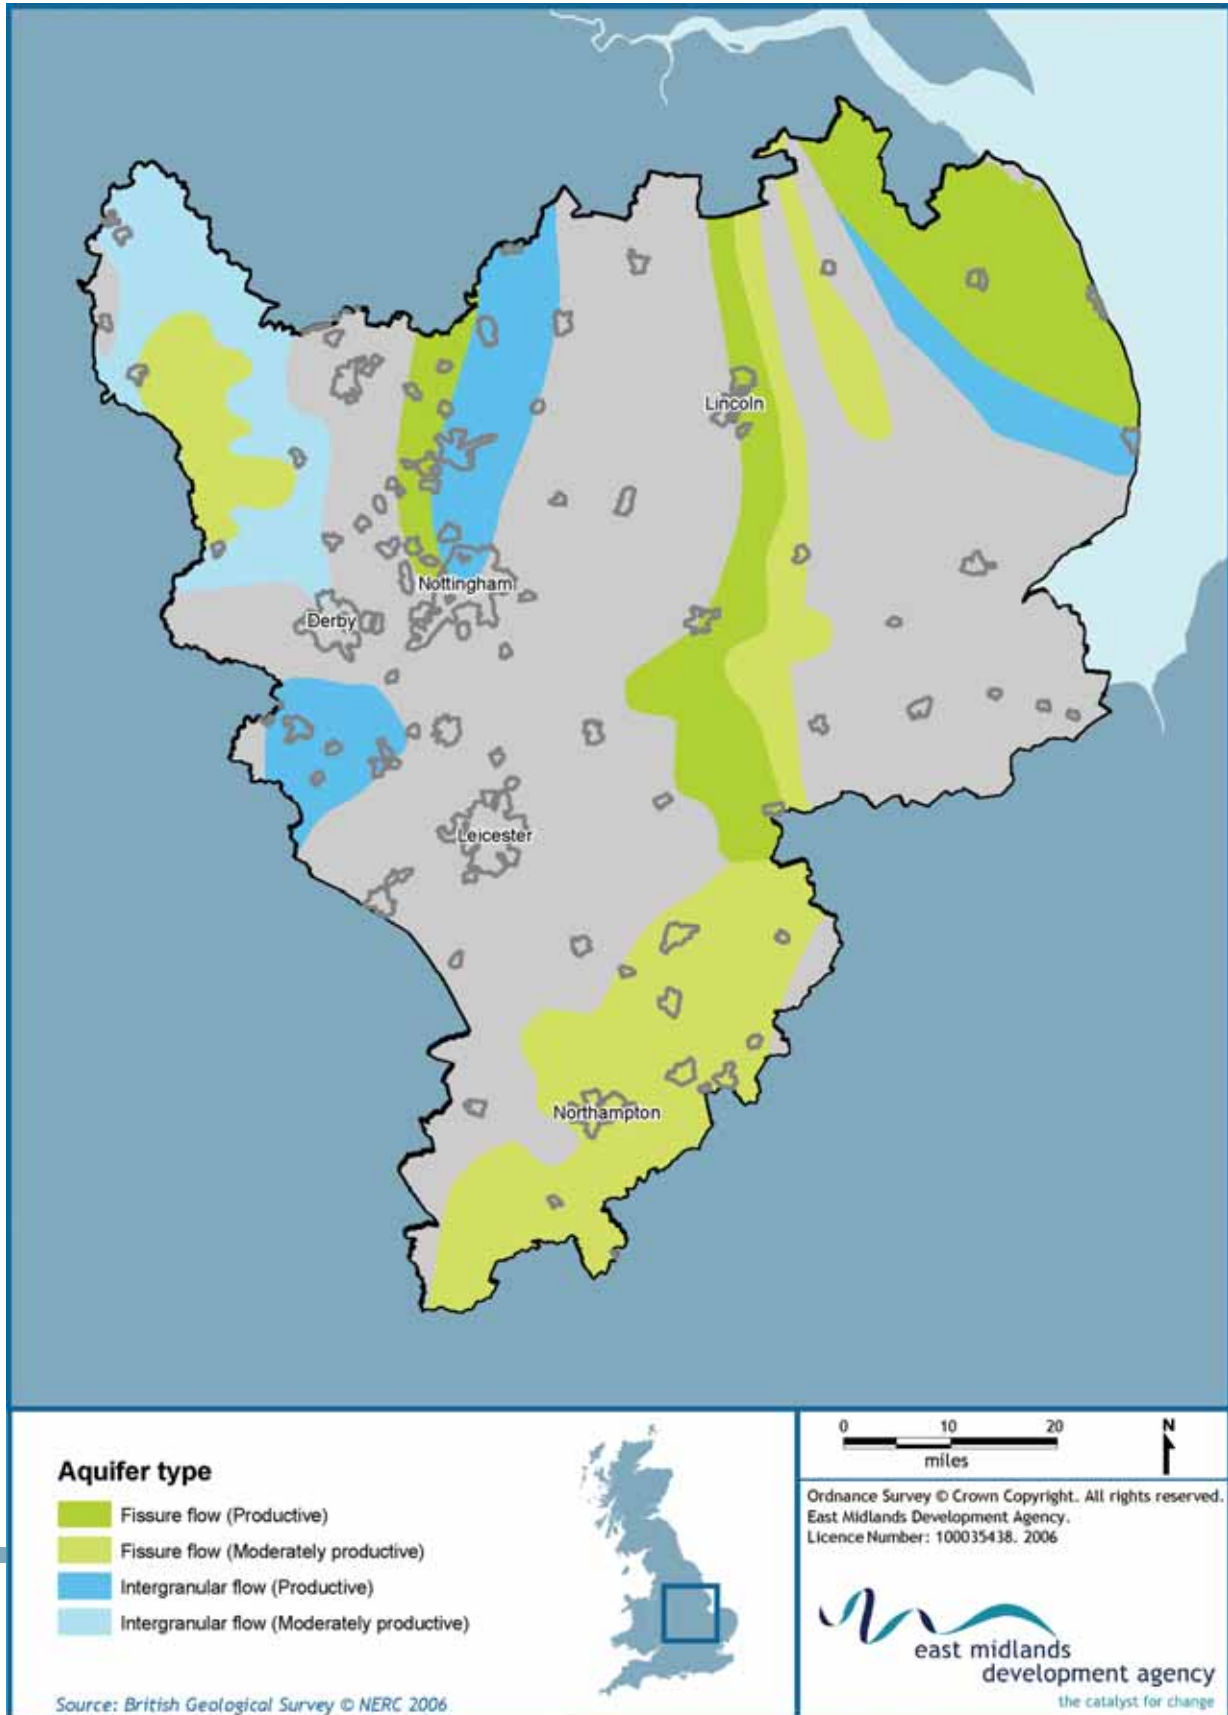 Lincoln
Nottingham
Derby
Leicester
Northampton
Aquifer type
Fissure flow (Productive)
Fissure flow (Moderately productive)
Intergranular flow (Productive)
Intergranular flow (Moderately productive)
Source: British Geological Survey © NERC 2006
0 10 20
miles
N
Ordnance Survey © Crown Copyright. All rights reserved.
East Midlands Development Agency.
Licence Number: 100035438. 2006
east midlands
development agency
the catalyst for change